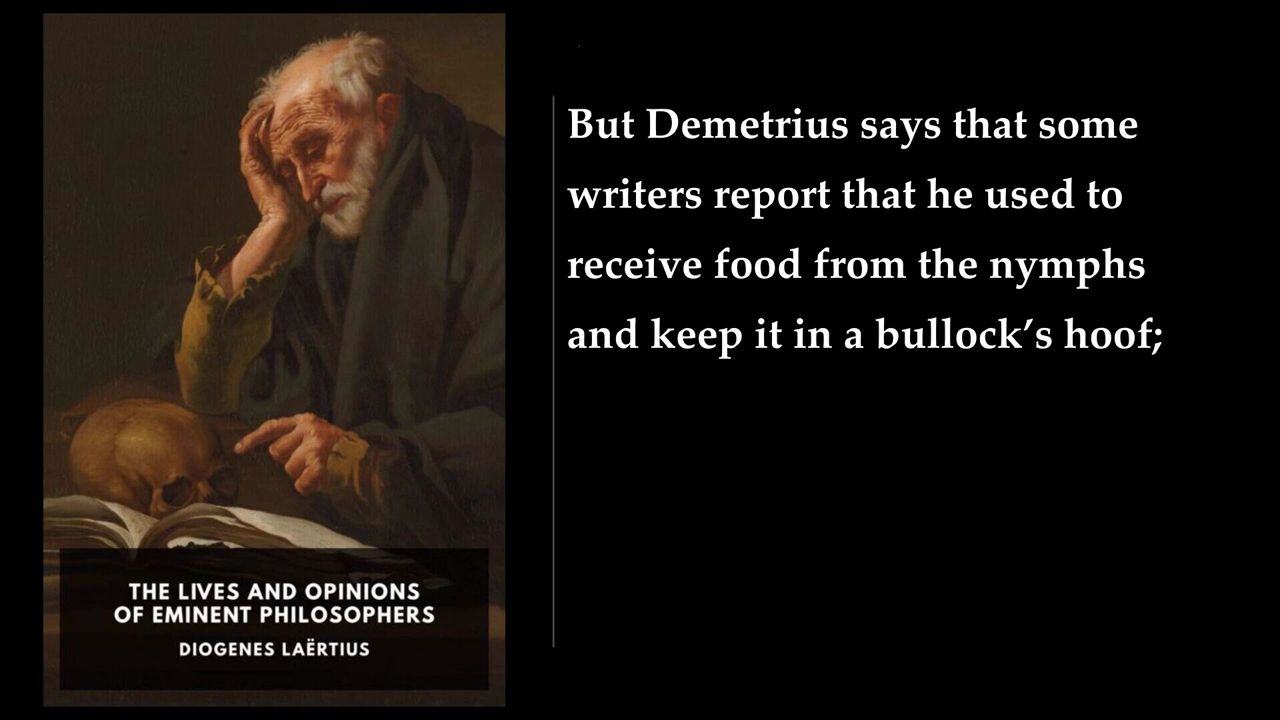 But Demetrius says that some
writers report that he used to
receive food from the nymphs
and keep it in a bullock’s hoof;
THE LIVES AND OPINIONS
OF EMINENT PHILOSOPHERS
DIOGENES LAËRTIUS